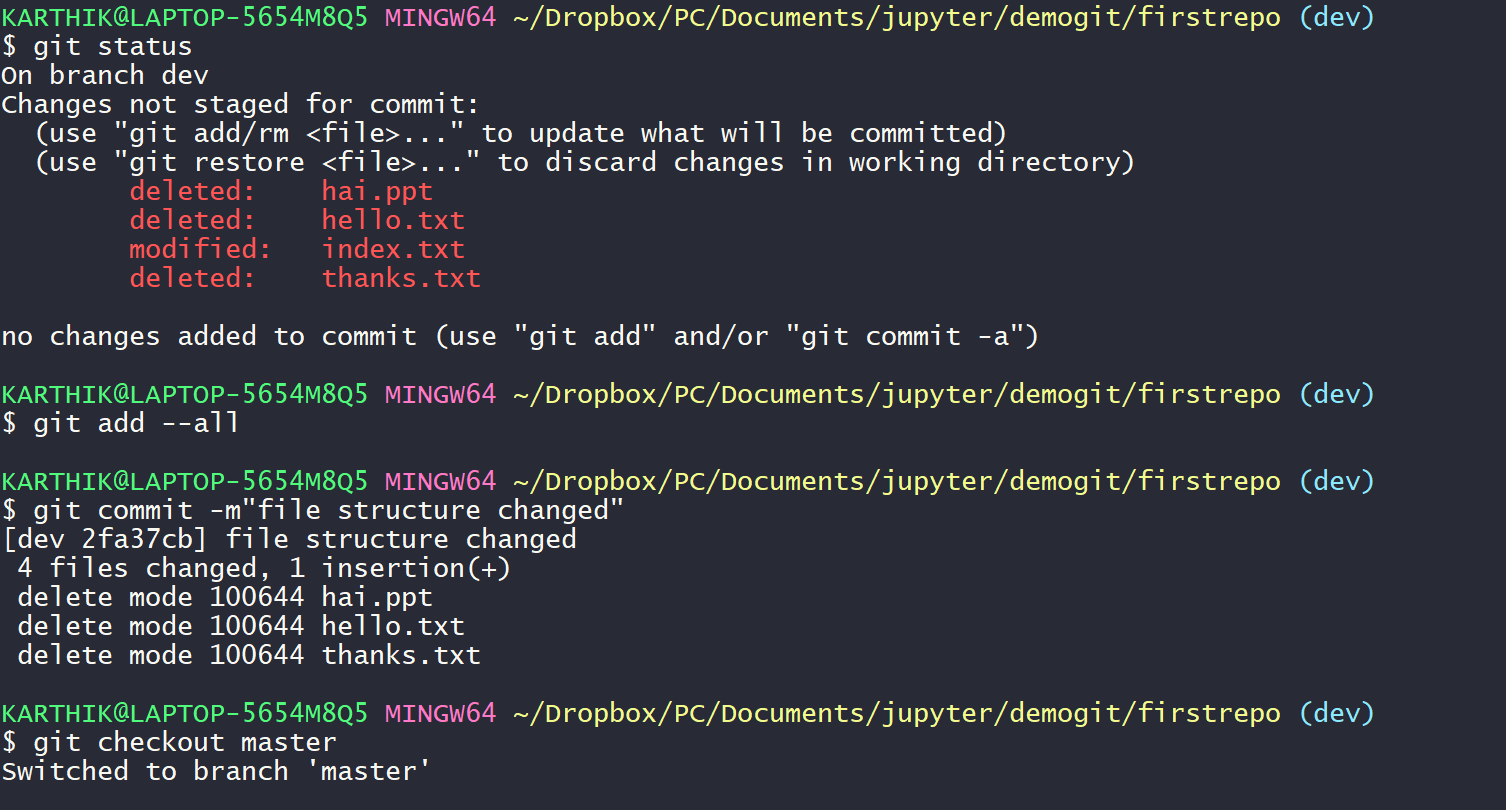 KARTHIK@LAPTOP-5654M8Q5 MINGW64 ~/Dropbox/PC/Documents/jupyter/demogit/firstrepo (dev)
$ git status
On branch dev
Changes not staged for commit:
  (use "git add/rm <file>..." to update what will be committed)
  (use "git restore <file>..." to discard changes in working directory)
        deleted:    hai.ppt
        deleted:    hello.txt
        modified:   index.txt
        deleted:    thanks.txt

no changes added to commit (use "git add" and/or "git commit -a")

KARTHIK@LAPTOP-5654M8Q5 MINGW64 ~/Dropbox/PC/Documents/jupyter/demogit/firstrepo (dev)
$ git add --all

KARTHIK@LAPTOP-5654M8Q5 MINGW64 ~/Dropbox/PC/Documents/jupyter/demogit/firstrepo (dev)
$ git commit -m"file structure changed"
[dev 2fa37cb] file structure changed
 4 files changed, 1 insertion(+)
 delete mode 100644 hai.ppt
 delete mode 100644 hello.txt
 delete mode 100644 thanks.txt

KARTHIK@LAPTOP-5654M8Q5 MINGW64 ~/Dropbox/PC/Documents/jupyter/demogit/firstrepo (dev)
$ git checkout master
Switched to branch 'master'